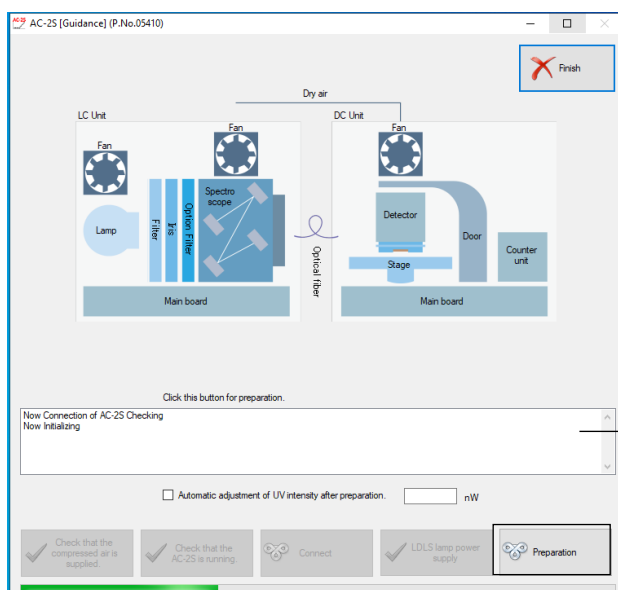 AC-2S AC-2S [Guidance] (P.No.05410)
Finish
Dry air
LC Unit
DC Unit
Fan
Fan
Fan
Lamp
Filter
Iris
Option Filter
Spectro
scope
Optical fiber
Detector
Stage
Door
Counter
unit
Main board
Main board
Click this button for preparation.
Now Connection of AC-2S Checking
Now Initializing
Automatic adjustment of UV intensity after preparation.
nW
Check that the
compressed air is
supplied.
Check that the
AC-2S is running.
Connect
LDLS lamp power
supply
Preparation